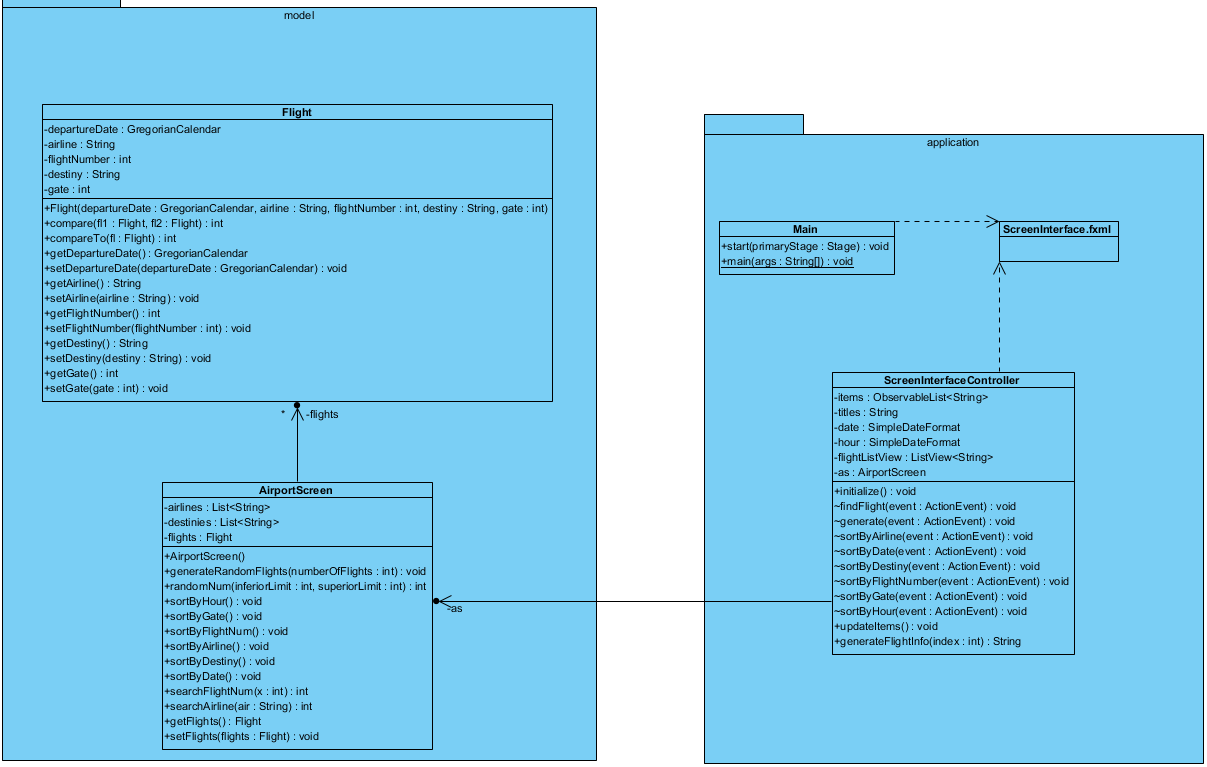 model
Flight
-departureDate : GregorianCalendar
-airline : String
-flightNumber : int
-destiny : String
-gate : int
+Flight(departureDate : GregorianCalendar, airline : String, flightNumber : int, destiny : String, gate : int)
+compare(fl1 : Flight, fl2 : Flight) : int
+compareTo(fl : Flight) : int
+getDepartureDate() : GregorianCalendar
+setDepartureDate(departureDate : GregorianCalendar) : void
+getAirline() : String
+setAirline(airline : String) : void
+getFlightNumber() : int
+setFlightNumber(flightNumber : int) : void
+getDestiny() : String
+setDestiny(destiny : String) : void
+getGate() : int
+setGate(gate : int) : void
* -flights
AirportScreen
-airlines : List<String>
-destinies : List<String>
-flights : Flight
+AirportScreen()
+generateRandomFlights(numberOfFlights : int) : void
+randomNum(inferiorLimit : int, superiorLimit : int) : int
+sortByHour() : void
+sortByGate() : void
+sortByFlightNum() : void
+sortByAirline() : void
+sortByDestiny() : void
+sortByDate() : void
+searchFlightNum(x : int) : int
+searchAirline(air : String) : int
+getFlights() : Flight
+setFlights(flights : Flight) : void
-as
application
Main
+start(primaryStage : Stage) : void
+main(args : String[]) : void
ScreenInterface.fxml
ScreenInterfaceController
-items : ObservableList<String>
-titles : String
-date : SimpleDateFormat
-hour : SimpleDateFormat
-flightListView : ListView<String>
-as : AirportScreen
+initialize() : void
~findFlight(event : ActionEvent) : void
~generate(event : ActionEvent) : void
~sortByAirline(event : ActionEvent) : void
~sortByDate(event : ActionEvent) : void
~sortByDestiny(event : ActionEvent) : void
~sortByFlightNumber(event : ActionEvent) : void
~sortByGate(event : ActionEvent) : void
~sortByHour(event : ActionEvent) : void
+updateItems() : void
+generateFlightInfo(index : int) : String